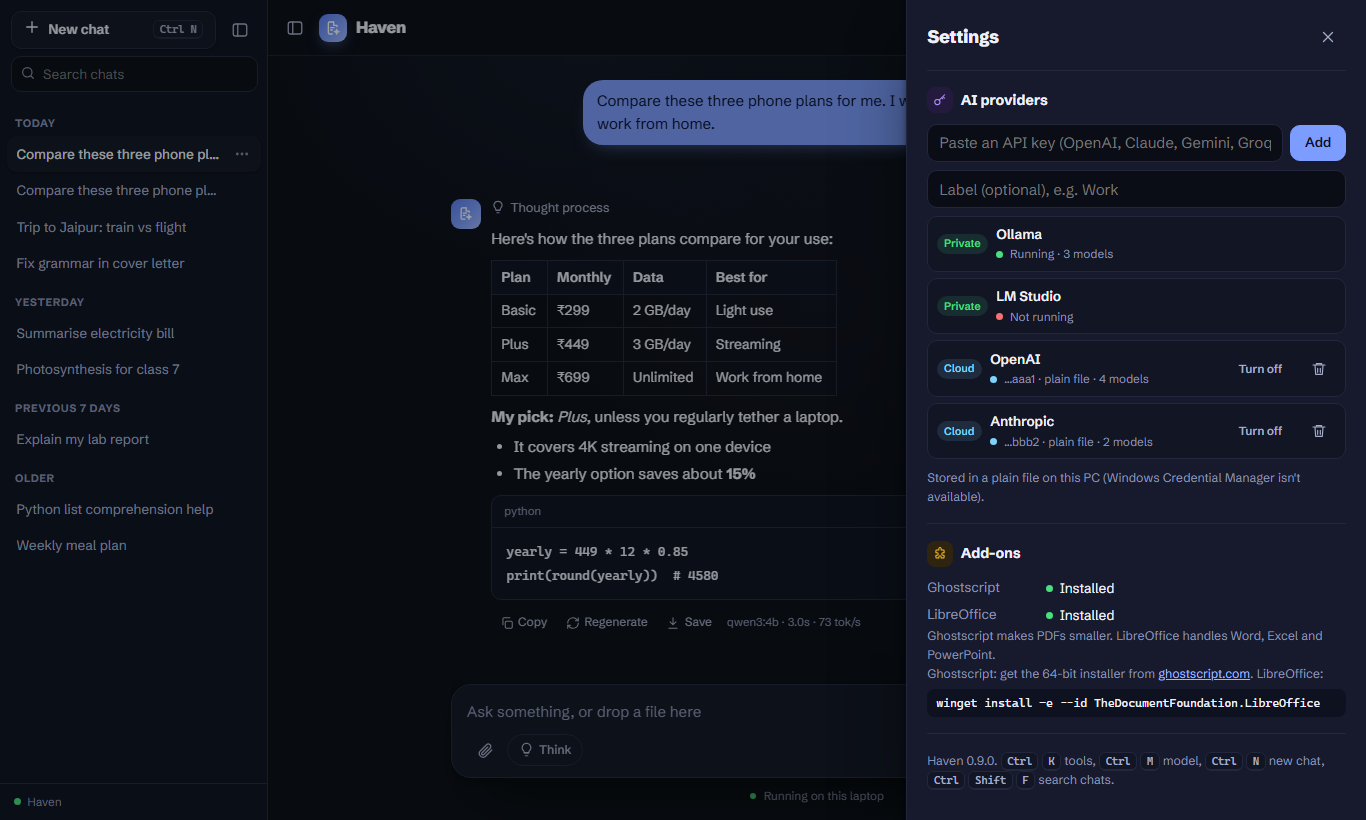 New chat
Ctrl N
Search chats
TODAY
Compare these three phone pl...
Compare these three phone pl...
Trip to Jaipur: train vs flight
Fix grammar in cover letter
YESTERDAY
Summarise electricity bill
Photosynthesis for class 7
PREVIOUS 7 DAYS
Explain my lab report
OLDER
Python list comprehension help
Weekly meal plan
Haven
Haven
Compare these three phone plans for me. I
work from home.
Thought process
Here's how the three plans compare for your use:
Plan Monthly Data Best for
Basic ₹299 2 GB/day Light use
Plus ₹449 3 GB/day Streaming
Max ₹699 Unlimited Work from home
My pick: Plus, unless you regularly tether a laptop.
• It covers 4K streaming on one device
• The yearly option saves about 15%
python
yearly = 449 * 12 * 0.85
print(round(yearly)) # 4580
Copy Regenerate Save qwen3:4b · 3.0s · 73 tok/s
Ask something, or drop a file here
Think
Running on this laptop
Settings
AI providers
Paste an API key (OpenAI, Claude, Gemini, Groq
Add
Label (optional), e.g. Work
Private
Ollama
Running · 3 models
Private
LM Studio
Not running
Cloud
OpenAI
...aaa1 · plain file · 4 models
Turn off
Cloud
Anthropic
...bbb2 · plain file · 2 models
Turn off
Stored in a plain file on this PC (Windows Credential Manager isn't
available).
Add-ons
Ghostscript Installed
LibreOffice Installed
Ghostscript makes PDFs smaller. LibreOffice handles Word, Excel and
PowerPoint.
Ghostscript: get the 64-bit installer from ghostscript.com. LibreOffice:
winget install -e --id TheDocumentFoundation.LibreOffice
Haven 0.9.0. Ctrl K tools, Ctrl M model, Ctrl N new chat,
Ctrl Shift F search chats.